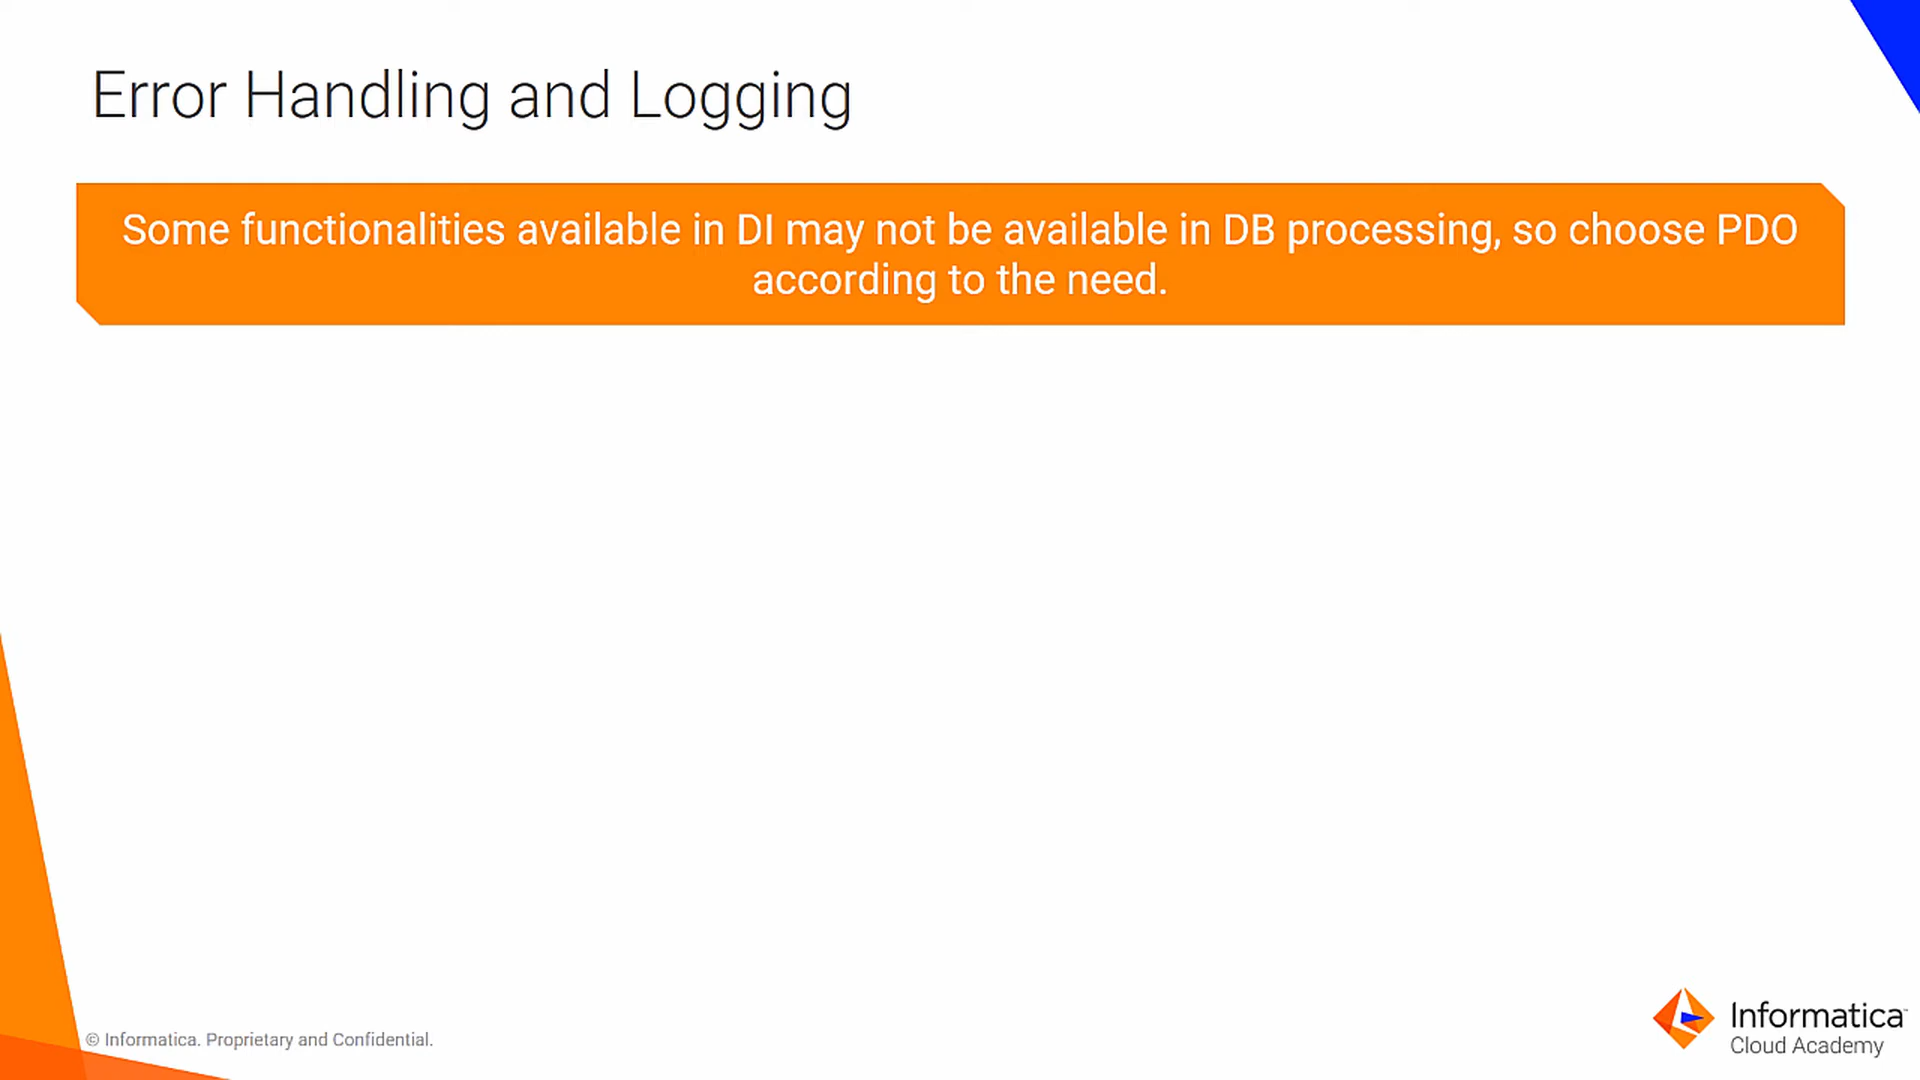 Error Handling and Logging
Some functionalities available in DI may not be available in DB processing, so choose PDO
according to the need.
© Informatica. Proprietary and Confidential.
Informatica™
Cloud Academy